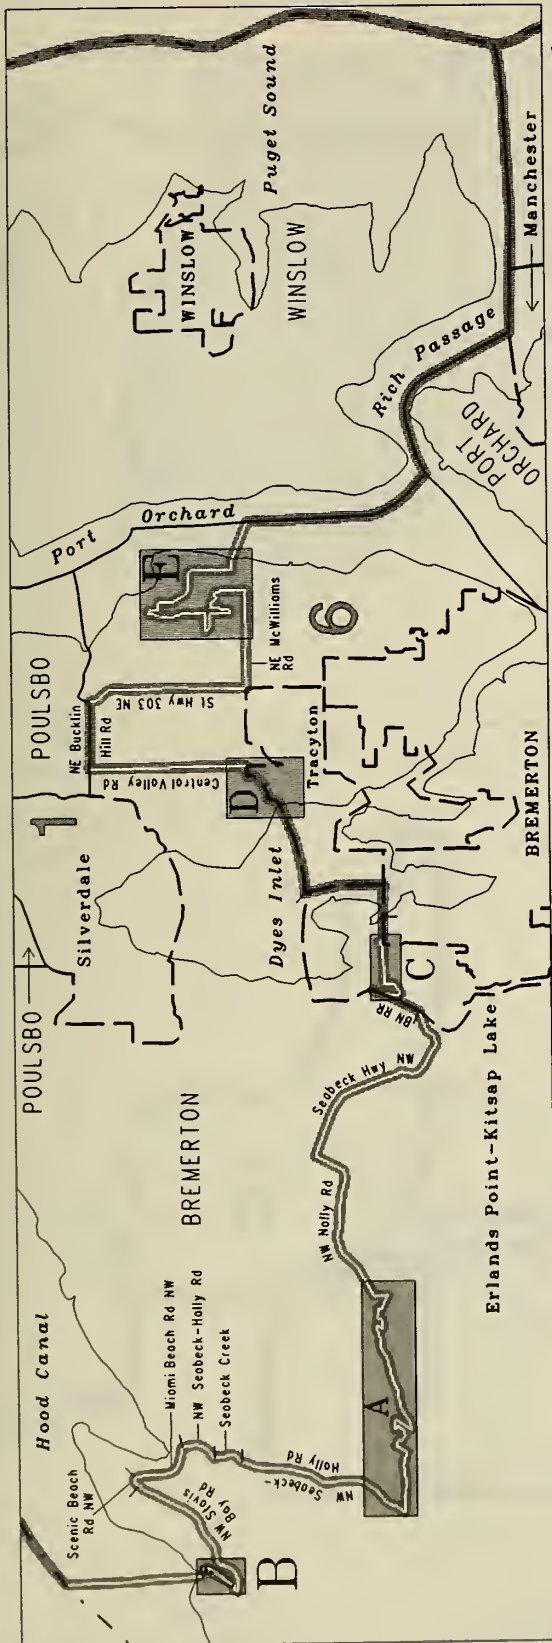 Hood Canal
Scenic Beach
Rd NW
Miami Beach Rd NW
NW Seabeck-Holly Rd
Seabeck Creek
NW Stavis
Bay Rd
B
NW
Seabeck-
Holly Rd
A
NW Holly Rd
Seabeck Hwy NW
BN RR
C
Erlands Point-Kitsap Lake
BREMERTON
POULSBO
Silverdale
1
Dyes Inlet
D
Central Valley Rd
NE Bucklin
Hill Rd
POULSBO
St Hwy 303 NE
NE McWilliams
Rd
Tracyton
6
BREMERTON
E
Port Orchard
Rich Passage
PORT
ORCHARD
Manchester
WINSLOW
WINSLOW
Puget Sound